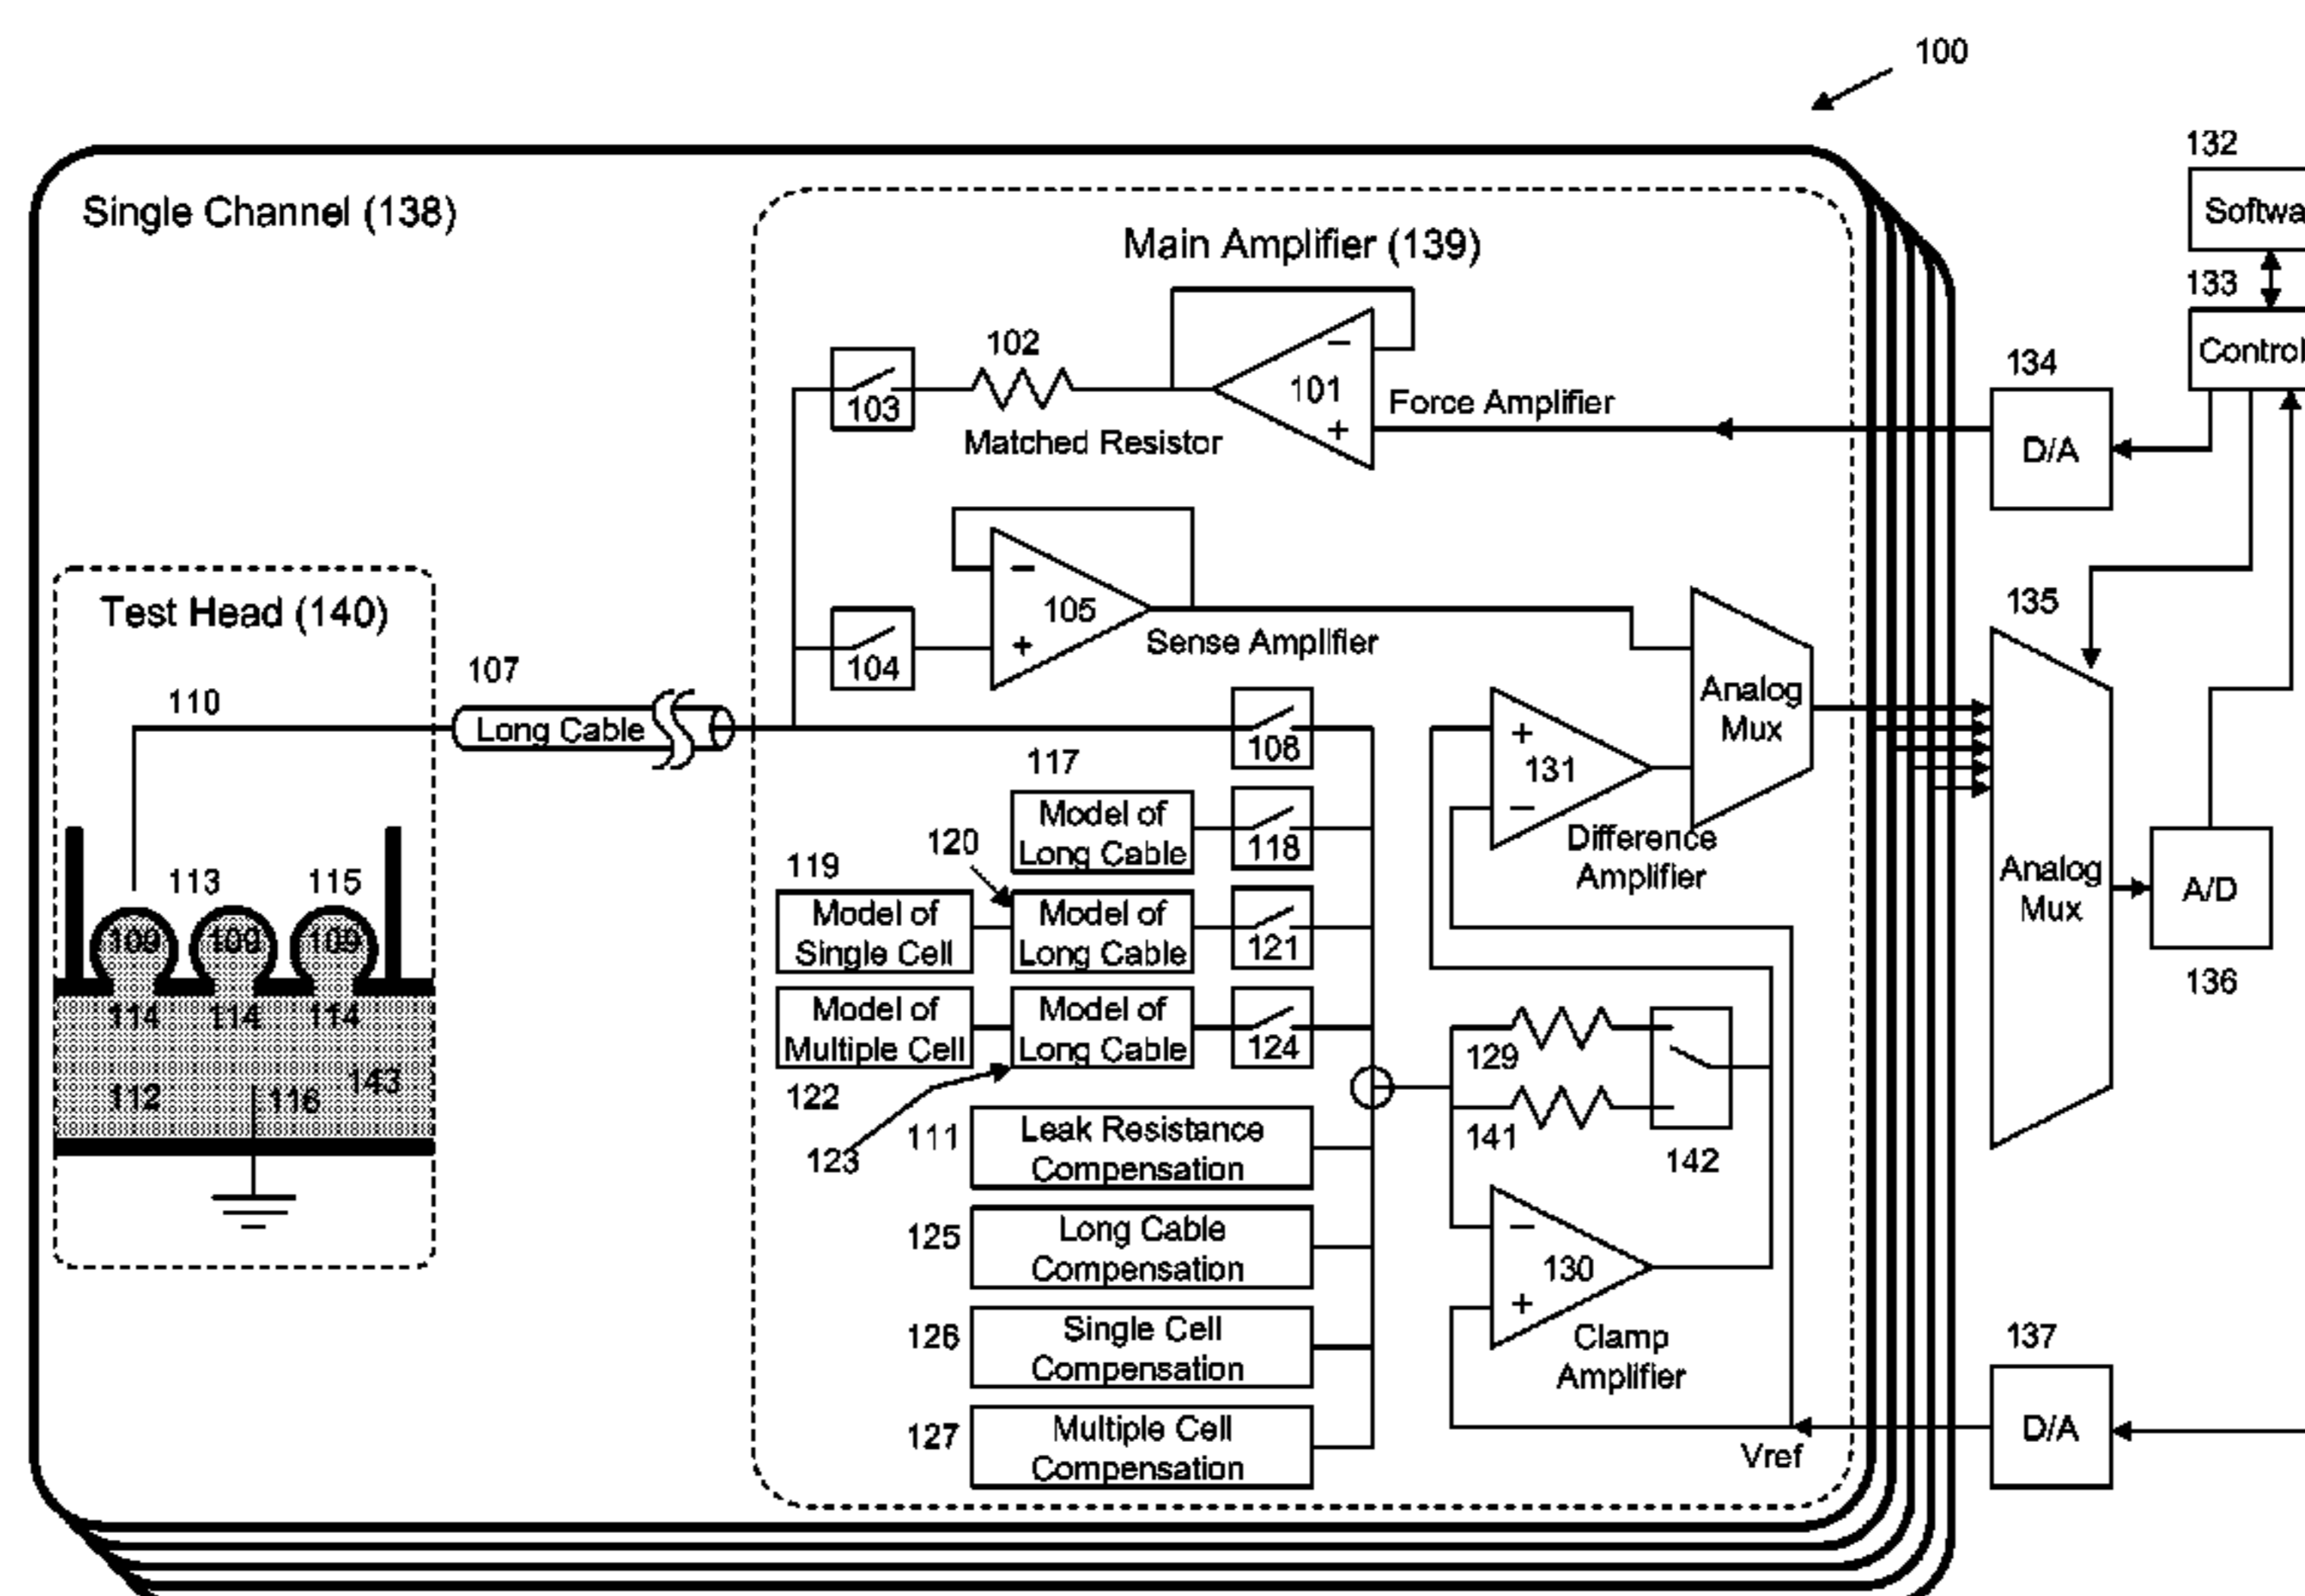 100
132
Softwa
133
Control
Single Channel (138)
Main Amplifier (139)
102
103
Matched Resistor
−
101
+
Force Amplifier
134
D/A
Test Head (140)
107
110
Long Cable
104
−
105
+
Sense Amplifier
Analog
Mux
135
Analog
Mux
A/D
136
108
117
Model of
Long Cable
118
120
119
Model of
Single Cell
Model of
Long Cable
121
Model of
Multiple Cell
Model of
Long Cable
124
122
123
+
131
−
Difference
Amplifier
113
115
109
109
109
114
114
114
112
116
143
111
Leak Resistance
Compensation
125
Long Cable
Compensation
126
Single Cell
Compensation
127
Multiple Cell
Compensation
129
141
142
−
130
+
Clamp
Amplifier
Vref
137
D/A